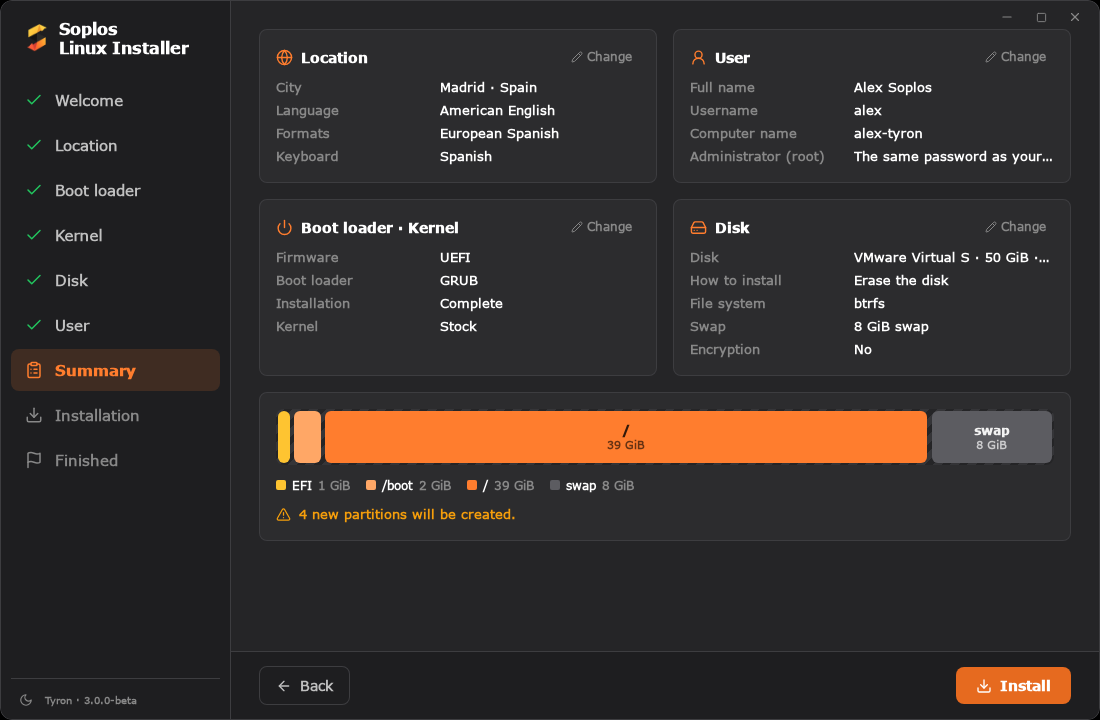 Soplos
Linux Installer
Welcome
Location
Boot loader
Kernel
Disk
User
Summary
Installation
Finished
Tyron · 3.0.0-beta
Location
Change
City Madrid · Spain
Language American English
Formats European Spanish
Keyboard Spanish
User
Change
Full name Alex Soplos
Username alex
Computer name alex-tyron
Administrator (root) The same password as your...
Boot loader · Kernel
Change
Firmware UEFI
Boot loader GRUB
Installation Complete
Kernel Stock
Disk
Change
Disk VMware Virtual S · 50 GiB ·...
How to install Erase the disk
File system btrfs
Swap 8 GiB swap
Encryption No
/
39 GiB
swap
8 GiB
EFI 1 GiB /boot 2 GiB / 39 GiB swap 8 GiB
4 new partitions will be created.
Back
Install